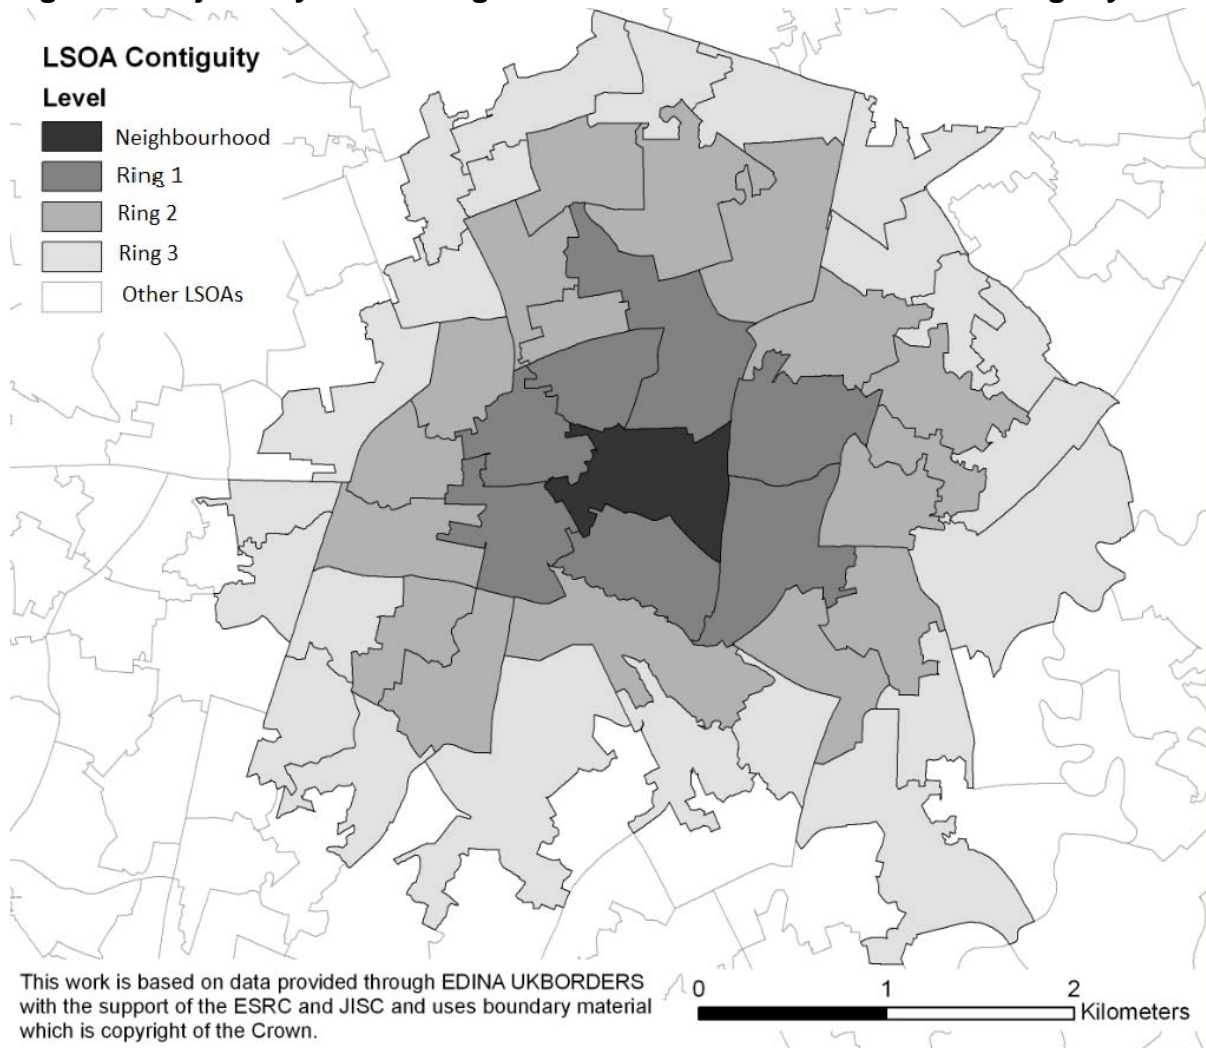 LSOA Contiguity
Level
Neighbourhood
Ring 1
Ring 2
Ring 3
Other LSOAs
This work is based on data provided through EDINA UKBORDERS
with the support of the ESRC and JISC and uses boundary material
which is copyright of the Crown.
0 1 2
Kilometers